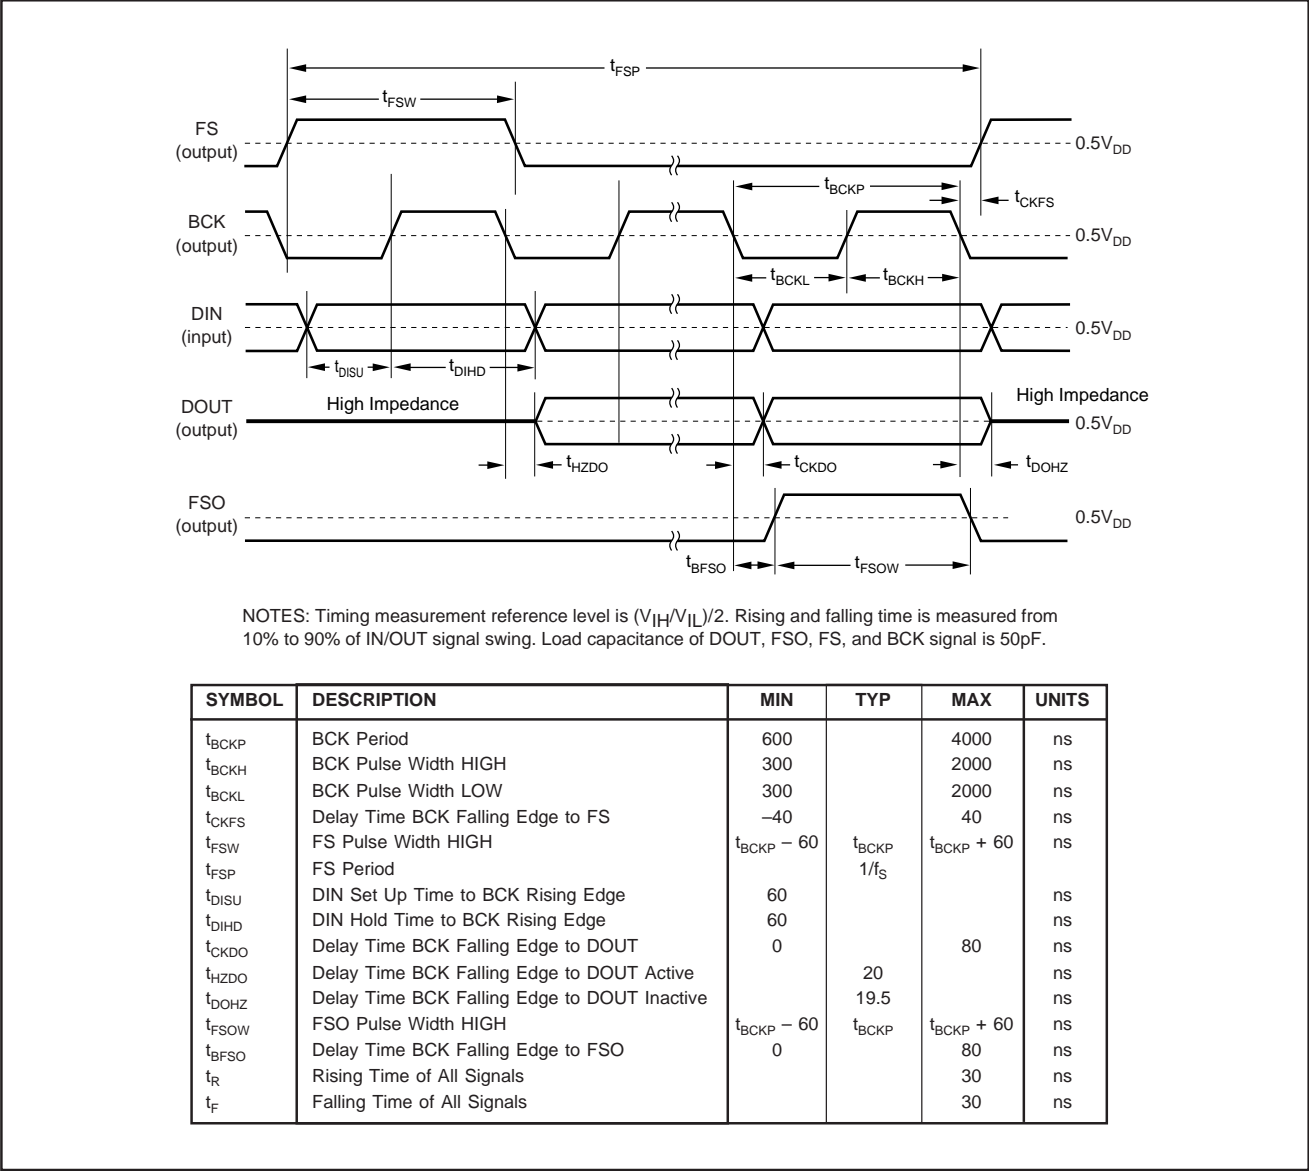 tFSP
tFSW
FS
(output)
0.5VDD
tBCKP
tCKFS
BCK
(output)
0.5VDD
tBCKL
tBCKH
DIN
(input)
0.5VDD
tDISU
tDIHD
High Impedance
DOUT
(output)
High Impedance
0.5VDD
tHZDO
tCKDO
tDOHZ
FSO
(output)
0.5VDD
tBFSO
tFSOW
NOTES: Timing measurement reference level is (VIH/VIL)/2. Rising and falling time is measured from
10% to 90% of IN/OUT signal swing. Load capacitance of DOUT, FSO, FS, and BCK signal is 50pF.
SYMBOL DESCRIPTION MIN TYP MAX UNITS
tBCKP BCK Period 600 4000 ns
tBCKH BCK Pulse Width HIGH 300 2000 ns
tBCKL BCK Pulse Width LOW 300 2000 ns
tCKFS Delay Time BCK Falling Edge to FS –40 40 ns
tFSW FS Pulse Width HIGH tBCKP – 60 tBCKP tBCKP + 60 ns
tFSP FS Period 1/fS
tDISU DIN Set Up Time to BCK Rising Edge 60 ns
tDIHD DIN Hold Time to BCK Rising Edge 60 ns
tCKDO Delay Time BCK Falling Edge to DOUT 0 80 ns
tHZDO Delay Time BCK Falling Edge to DOUT Active 20 ns
tDOHZ Delay Time BCK Falling Edge to DOUT Inactive 19.5 ns
tFSOW FSO Pulse Width HIGH tBCKP – 60 tBCKP tBCKP + 60 ns
tBFSO Delay Time BCK Falling Edge to FSO 0 80 ns
tR Rising Time of All Signals 30 ns
tF Falling Time of All Signals 30 ns